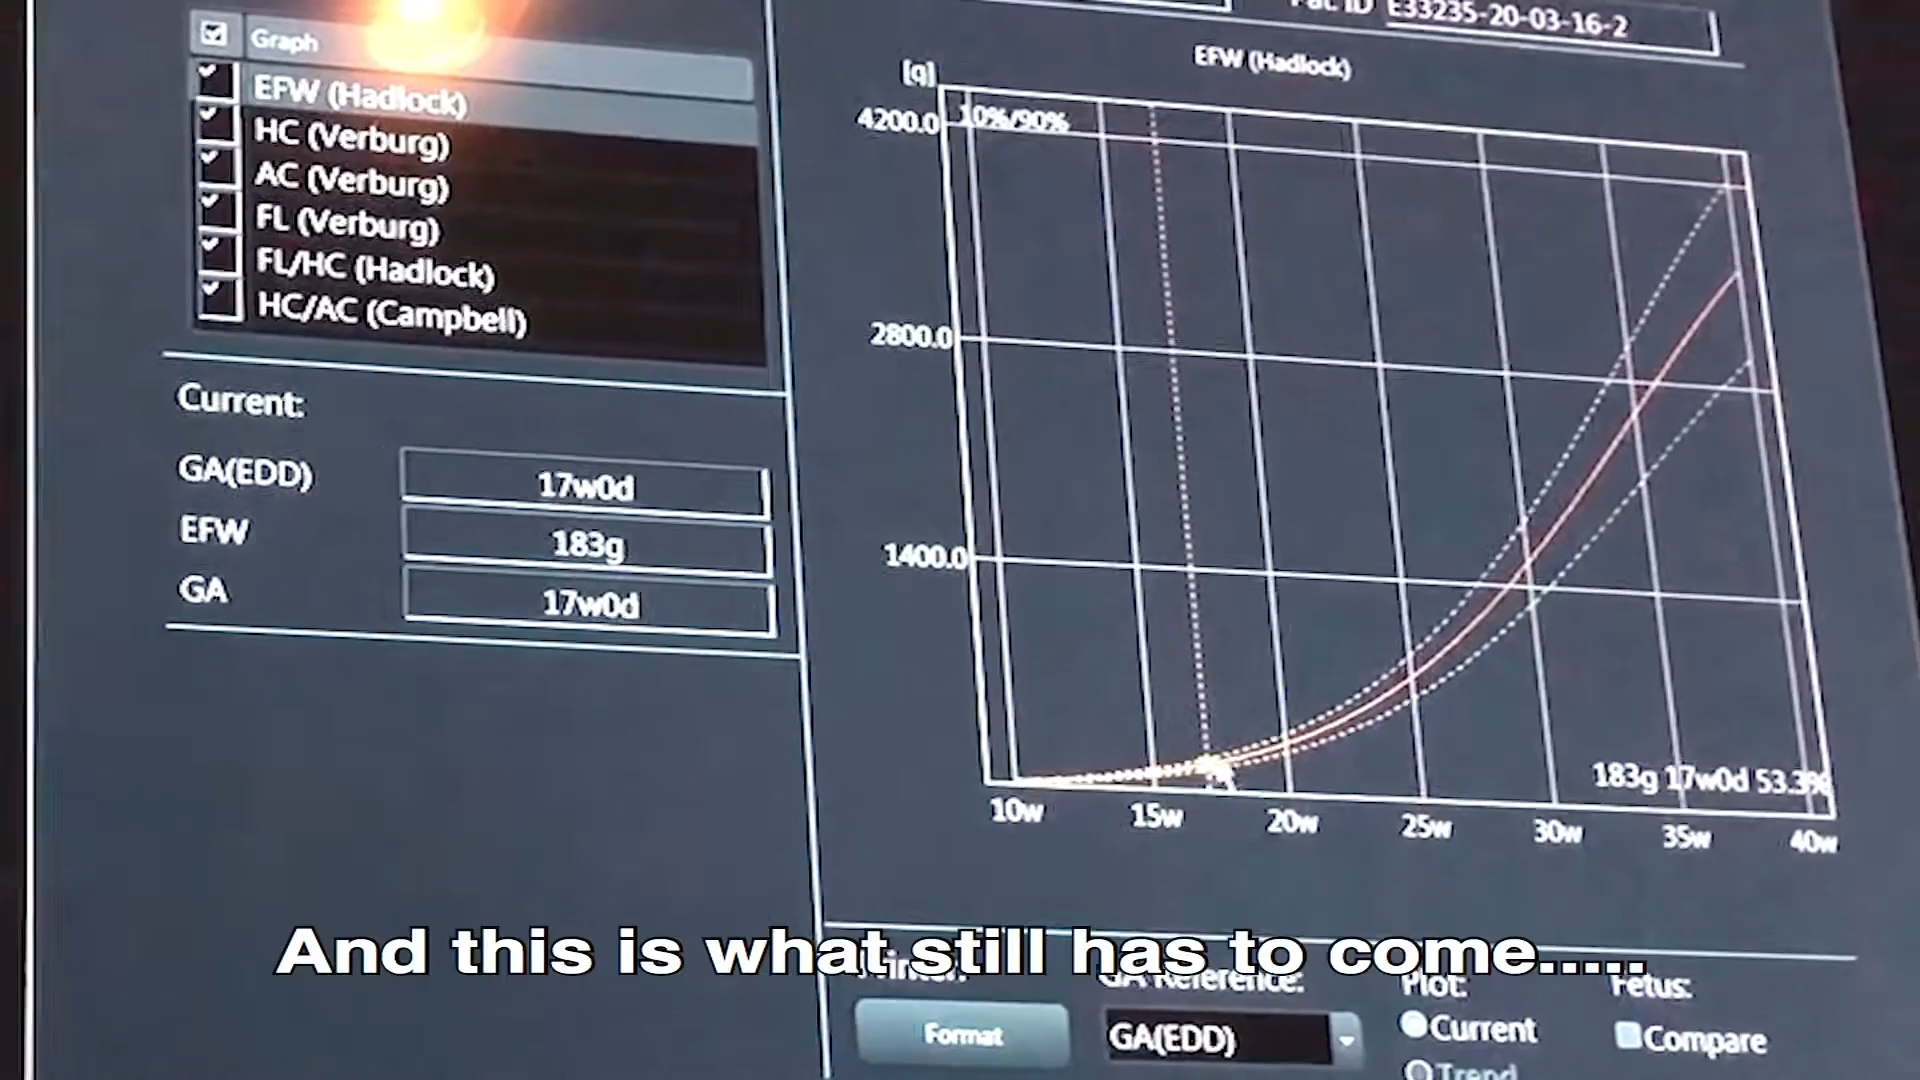 Pat. ID E33235-20-03-16-2
Graph
EFW (Hadlock)
HC (Verburg)
AC (Verburg)
FL (Verburg)
FL/HC (Hadlock)
HC/AC (Campbell)
Current:
GA(EDD) 17w0d
EFW 183g
GA 17w0d
EFW (Hadlock)
[g]
4200.0
10%/90%
2800.0
1400.0
183g 17w0d 53.3%
10w 15w 20w 25w 30w 35w 40w
And this is what still has to come.....
GA Reference: Plot: Fetus:
Format GA(EDD) Current Compare
Trend